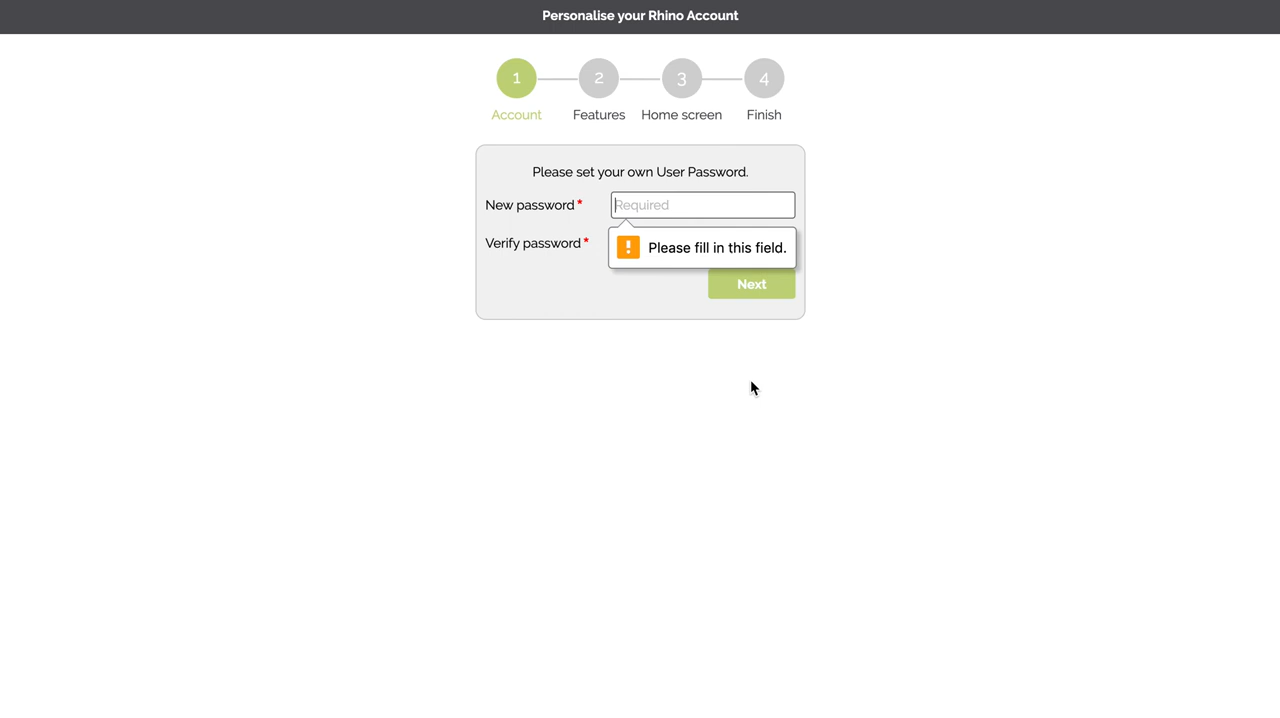 Personalise your Rhino Account
1 2 3 4
Account Features Home screen Finish
Please set your own User Password.
New password * Required
Verify password *
! Please fill in this field.
Next